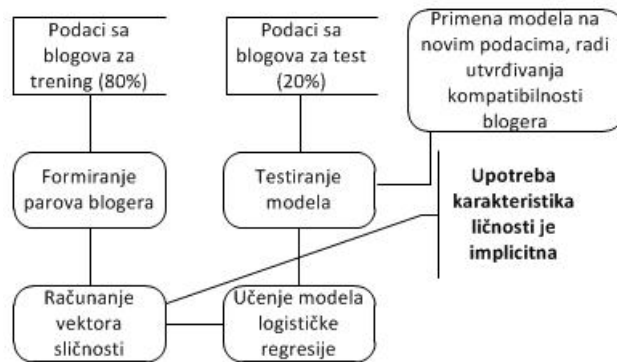 Podaci sa
blogova za
trening (80%)
Podaci sa
blogova za test
(20%)
Primena modela na
novim podacima, radi
utvrđivanja
kompatibilnosti
blogera
Formiranje
parova blogera
Testiranje
modela
Upotreba
karakteristika
ličnosti je
implicitna
Računanje
vektora
sličnosti
Učenje modela
logističke
regresije